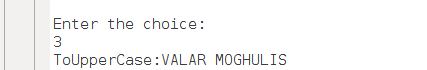 Enter the choice:
3
ToUpperCase:VALAR MOGHULIS